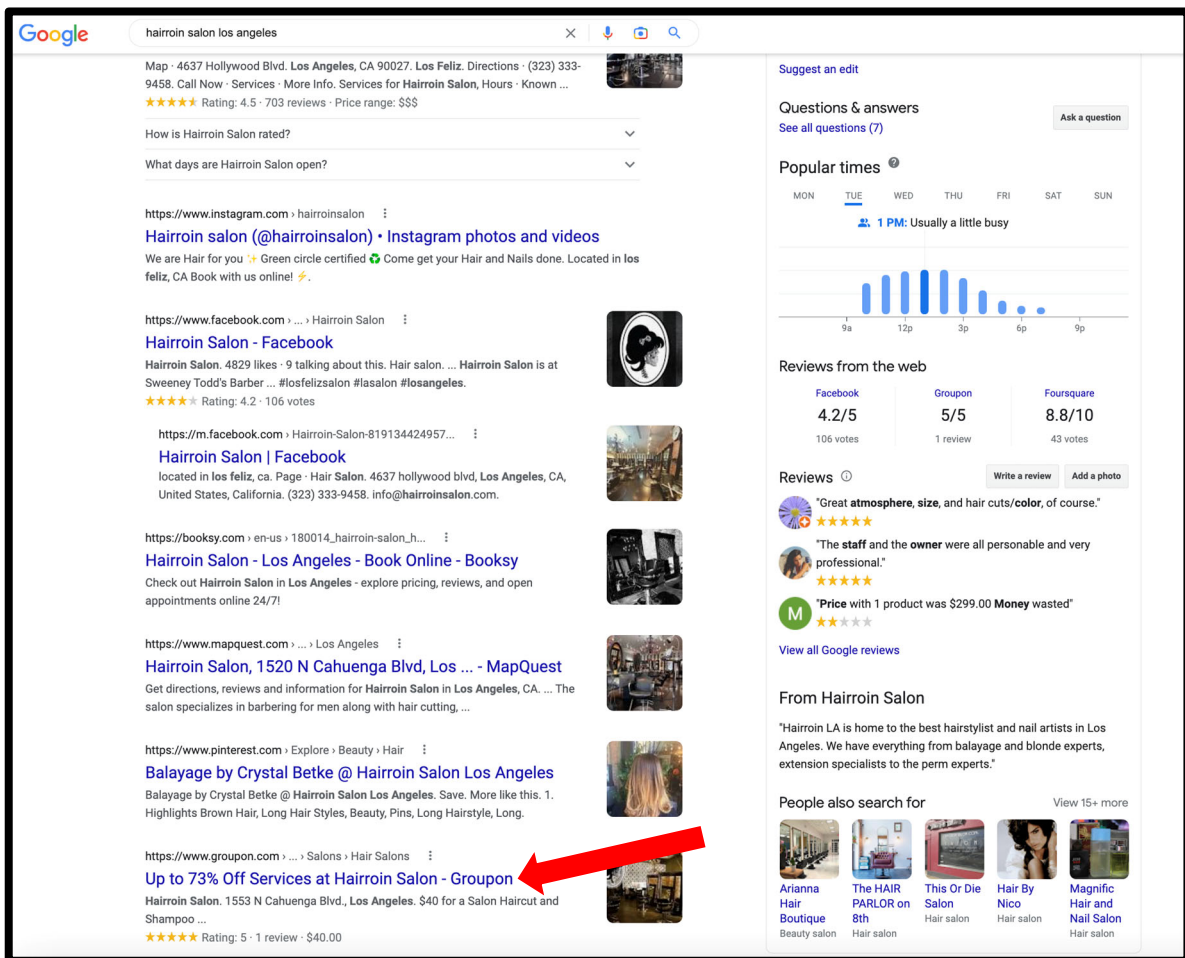 Google
hairroin salon los angeles
Map · 4637 Hollywood Blvd. Los Angeles, CA 90027. Los Feliz. Directions · (323) 333-
9458. Call Now · Services · More Info. Services for Hairroin Salon, Hours · Known ...
Rating: 4.5 · 703 reviews · Price range: $$$
How is Hairroin Salon rated?
What days are Hairroin Salon open?
https://www.instagram.com › hairroinsalon
Hairroin salon (@hairroinsalon) • Instagram photos and videos
We are Hair for you ✨ Green circle certified ♻️ Come get your Hair and Nails done. Located in los
feliz, CA Book with us online! ⚡.
https://www.facebook.com › ... › Hairroin Salon
Hairroin Salon - Facebook
Hairroin Salon. 4829 likes · 9 talking about this. Hair salon. ... Hairroin Salon is at
Sweeney Todd's Barber ... #losfelizsalon #lasalon #losangeles.
Rating: 4.2 · 106 votes
https://m.facebook.com › Hairroin-Salon-819134424957...
Hairroin Salon | Facebook
located in los feliz, ca. Page · Hair Salon. 4637 hollywood blvd, Los Angeles, CA,
United States, California. (323) 333-9458. info@hairroinsalon.com.
https://booksy.com › en-us › 180014_hairroin-salon_h...
Hairroin Salon - Los Angeles - Book Online - Booksy
Check out Hairroin Salon in Los Angeles - explore pricing, reviews, and open
appointments online 24/7!
https://www.mapquest.com › ... › Los Angeles
Hairroin Salon, 1520 N Cahuenga Blvd, Los ... - MapQuest
Get directions, reviews and information for Hairroin Salon in Los Angeles, CA. ... The
salon specializes in barbering for men along with hair cutting, ...
https://www.pinterest.com › Explore › Beauty › Hair
Balayage by Crystal Betke @ Hairroin Salon Los Angeles
Balayage by Crystal Betke @ Hairroin Salon Los Angeles. Save. More like this. 1.
Highlights Brown Hair, Long Hair Styles, Beauty, Pins, Long Hairstyle, Long.
https://www.groupon.com › ... › Salons › Hair Salons
Up to 73% Off Services at Hairroin Salon - Groupon
Hairroin Salon. 1553 N Cahuenga Blvd., Los Angeles. $40 for a Salon Haircut and
Shampoo ...
Rating: 5 · 1 review · $40.00
Suggest an edit
Questions & answers
See all questions (7)
Ask a question
Popular times
MON TUE WED THU FRI SAT SUN
1 PM: Usually a little busy
9a 12p 3p 6p 9p
Reviews from the web
Facebook Groupon Foursquare
4.2/5 5/5 8.8/10
106 votes 1 review 43 votes
Reviews
Write a review Add a photo
"Great atmosphere, size, and hair cuts/color, of course."
"The staff and the owner were all personable and very
professional."
M
"Price with 1 product was $299.00 Money wasted"
View all Google reviews
From Hairroin Salon
"Hairroin LA is home to the best hairstylist and nail artists in Los
Angeles. We have everything from balayage and blonde experts,
extension specialists to the perm experts."
People also search for
View 15+ more
Arianna
Hair
Boutique
Beauty salon
The HAIR
PARLOR on
8th
Hair salon
This Or Die
Salon
Hair salon
Hair By
Nico
Hair salon
Magnific
Hair and
Nail Salon
Hair salon